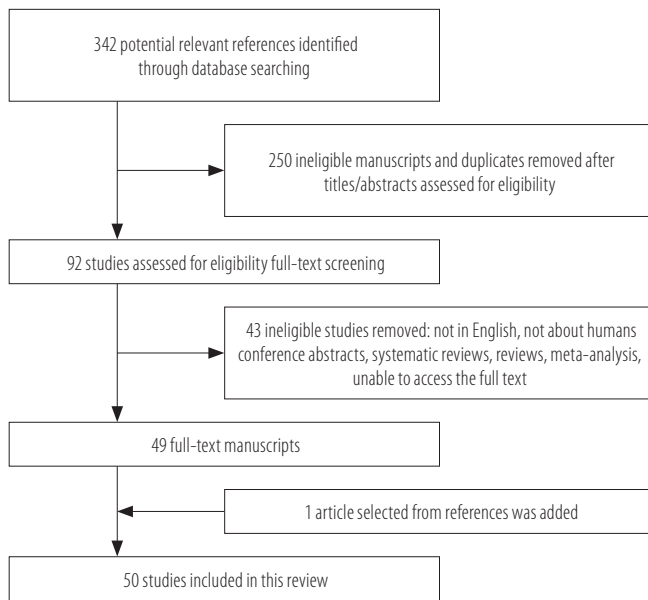 342 potential relevant references identified
through database searching
250 ineligible manuscripts and duplicates removed after
titles/abstracts assessed for eligibility
92 studies assessed for eligibility full-text screening
43 ineligible studies removed: not in English, not about humans
conference abstracts, systematic reviews, reviews, meta-analysis,
unable to access the full text
49 full-text manuscripts
1 article selected from references was added
50 studies included in this review